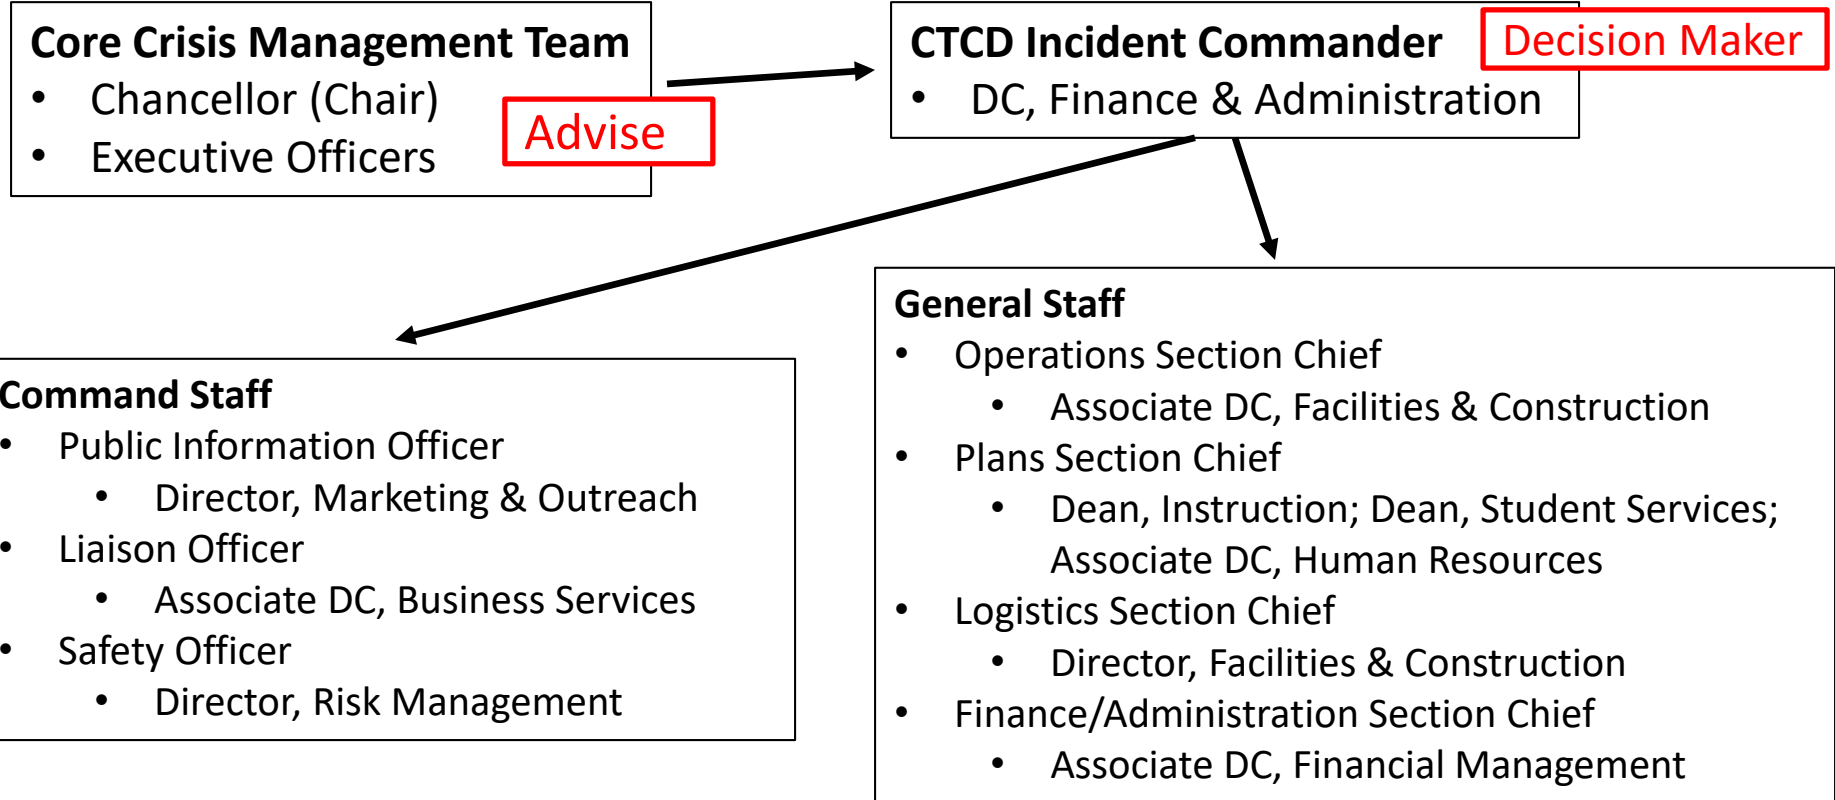 Core Crisis Management Team
• Chancellor (Chair)
• Executive Officers
Advise
CTCD Incident Commander
• DC, Finance & Administration
Decision Maker
Command Staff
• Public Information Officer
• Director, Marketing & Outreach
• Liaison Officer
• Associate DC, Business Services
• Safety Officer
• Director, Risk Management
General Staff
• Operations Section Chief
• Associate DC, Facilities & Construction
• Plans Section Chief
• Dean, Instruction; Dean, Student Services;
Associate DC, Human Resources
• Logistics Section Chief
• Director, Facilities & Construction
• Finance/Administration Section Chief
• Associate DC, Financial Management